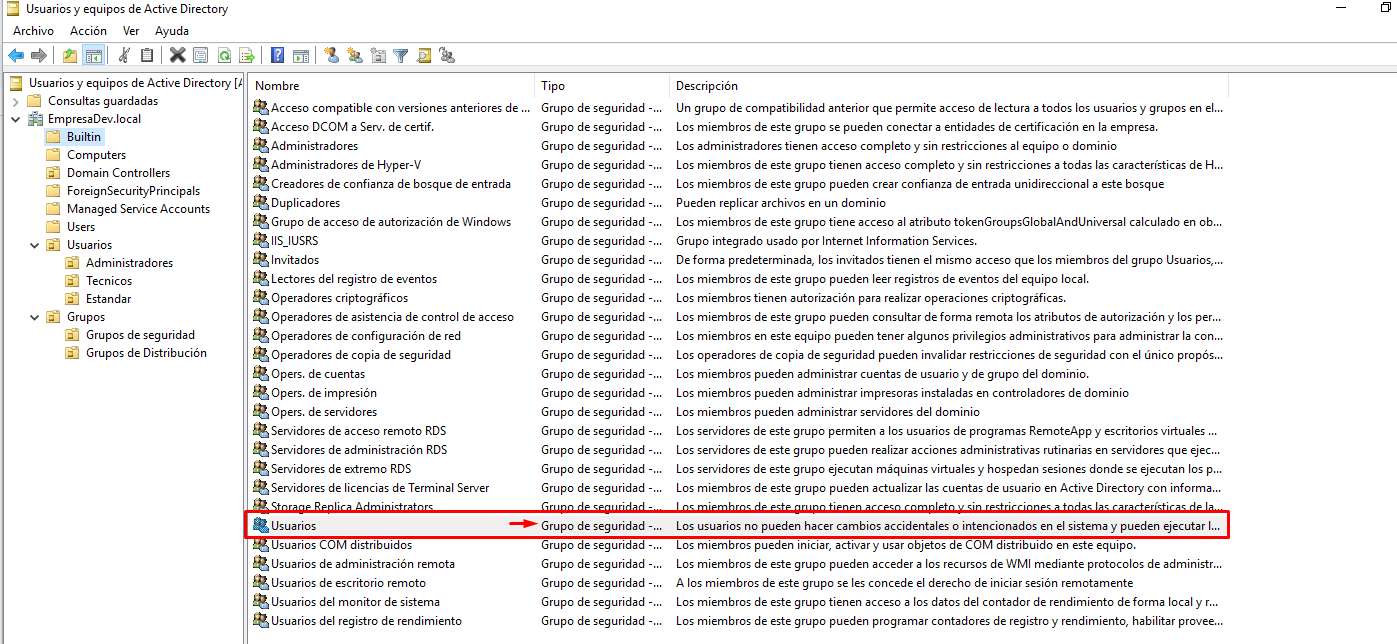 Usuarios y equipos de Active Directory
Archivo Acción Ver Ayuda
Usuarios y equipos de Active Directory [A
Consultas guardadas
EmpresaDev.local
Builtin
Computers
Domain Controllers
ForeignSecurityPrincipals
Managed Service Accounts
Users
Usuarios
Administradores
Tecnicos
Estandar
Grupos
Grupos de seguridad
Grupos de Distribución
Nombre Tipo Descripción
Acceso compatible con versiones anteriores de ... Grupo de seguridad -... Un grupo de compatibilidad anterior que permite acceso de lectura a todos los usuarios y grupos en el...
Acceso DCOM a Serv. de certif. Grupo de seguridad -... Los miembros de este grupo se pueden conectar a entidades de certificación en la empresa.
Administradores Grupo de seguridad -... Los administradores tienen acceso completo y sin restricciones al equipo o dominio
Administradores de Hyper-V Grupo de seguridad -... Los miembros de este grupo tienen acceso completo y sin restricciones a todas las características de H...
Creadores de confianza de bosque de entrada Grupo de seguridad -... Los miembros de este grupo pueden crear confianza de entrada unidireccional a este bosque
Duplicadores Grupo de seguridad -... Pueden replicar archivos en un dominio
Grupo de acceso de autorización de Windows Grupo de seguridad -... Los miembros de este grupo tiene acceso al atributo tokenGroupsGlobalAndUniversal calculado en ob...
IIS_IUSRS Grupo de seguridad -... Grupo integrado usado por Internet Information Services.
Invitados Grupo de seguridad -... De forma predeterminada, los invitados tienen el mismo acceso que los miembros del grupo Usuarios,...
Lectores del registro de eventos Grupo de seguridad -... Los miembros de este grupo pueden leer registros de eventos del equipo local.
Operadores criptográficos Grupo de seguridad -... Los miembros tienen autorización para realizar operaciones criptográficas.
Operadores de asistencia de control de acceso Grupo de seguridad -... Los miembros de este grupo pueden consultar de forma remota los atributos de autorización y los per...
Operadores de configuración de red Grupo de seguridad -... Los miembros en este equipo pueden tener algunos privilegios administrativos para administrar la con...
Operadores de copia de seguridad Grupo de seguridad -... Los operadores de copia de seguridad pueden invalidar restricciones de seguridad con el único propós...
Opers. de cuentas Grupo de seguridad -... Los miembros pueden administrar cuentas de usuario y de grupo del dominio.
Opers. de impresión Grupo de seguridad -... Los miembros pueden administrar impresoras instaladas en controladores de dominio
Opers. de servidores Grupo de seguridad -... Los miembros pueden administrar servidores del dominio
Servidores de acceso remoto RDS Grupo de seguridad -... Los servidores de este grupo permiten a los usuarios de programas RemoteApp y escritorios virtuales ...
Servidores de administración RDS Grupo de seguridad -... Los servidores de este grupo pueden realizar acciones administrativas rutinarias en servidores que ejec...
Servidores de extremo RDS Grupo de seguridad -... Los servidores de este grupo ejecutan máquinas virtuales y hospedan sesiones donde se ejecutan los p...
Servidores de licencias de Terminal Server Grupo de seguridad -... Los miembros de este grupo pueden actualizar las cuentas de usuario en Active Directory con informa...
Storage Replica Administrators Grupo de seguridad -... Los miembros de este grupo tienen acceso completo y sin restricciones a todas las características de la...
Usuarios Grupo de seguridad -... Los usuarios no pueden hacer cambios accidentales o intencionados en el sistema y pueden ejecutar l...
Usuarios COM distribuidos Grupo de seguridad -... Los miembros pueden iniciar, activar y usar objetos de COM distribuido en este equipo.
Usuarios de administración remota Grupo de seguridad -... Los miembros de este grupo pueden acceder a los recursos de WMI mediante protocolos de administr...
Usuarios de escritorio remoto Grupo de seguridad -... A los miembros de este grupo se les concede el derecho de iniciar sesión remotamente
Usuarios del monitor de sistema Grupo de seguridad -... Los miembros de este grupo tienen acceso a los datos del contador de rendimiento de forma local y r...
Usuarios del registro de rendimiento Grupo de seguridad -... Los miembros de este grupo pueden programar contadores de registro y rendimiento, habilitar provee...